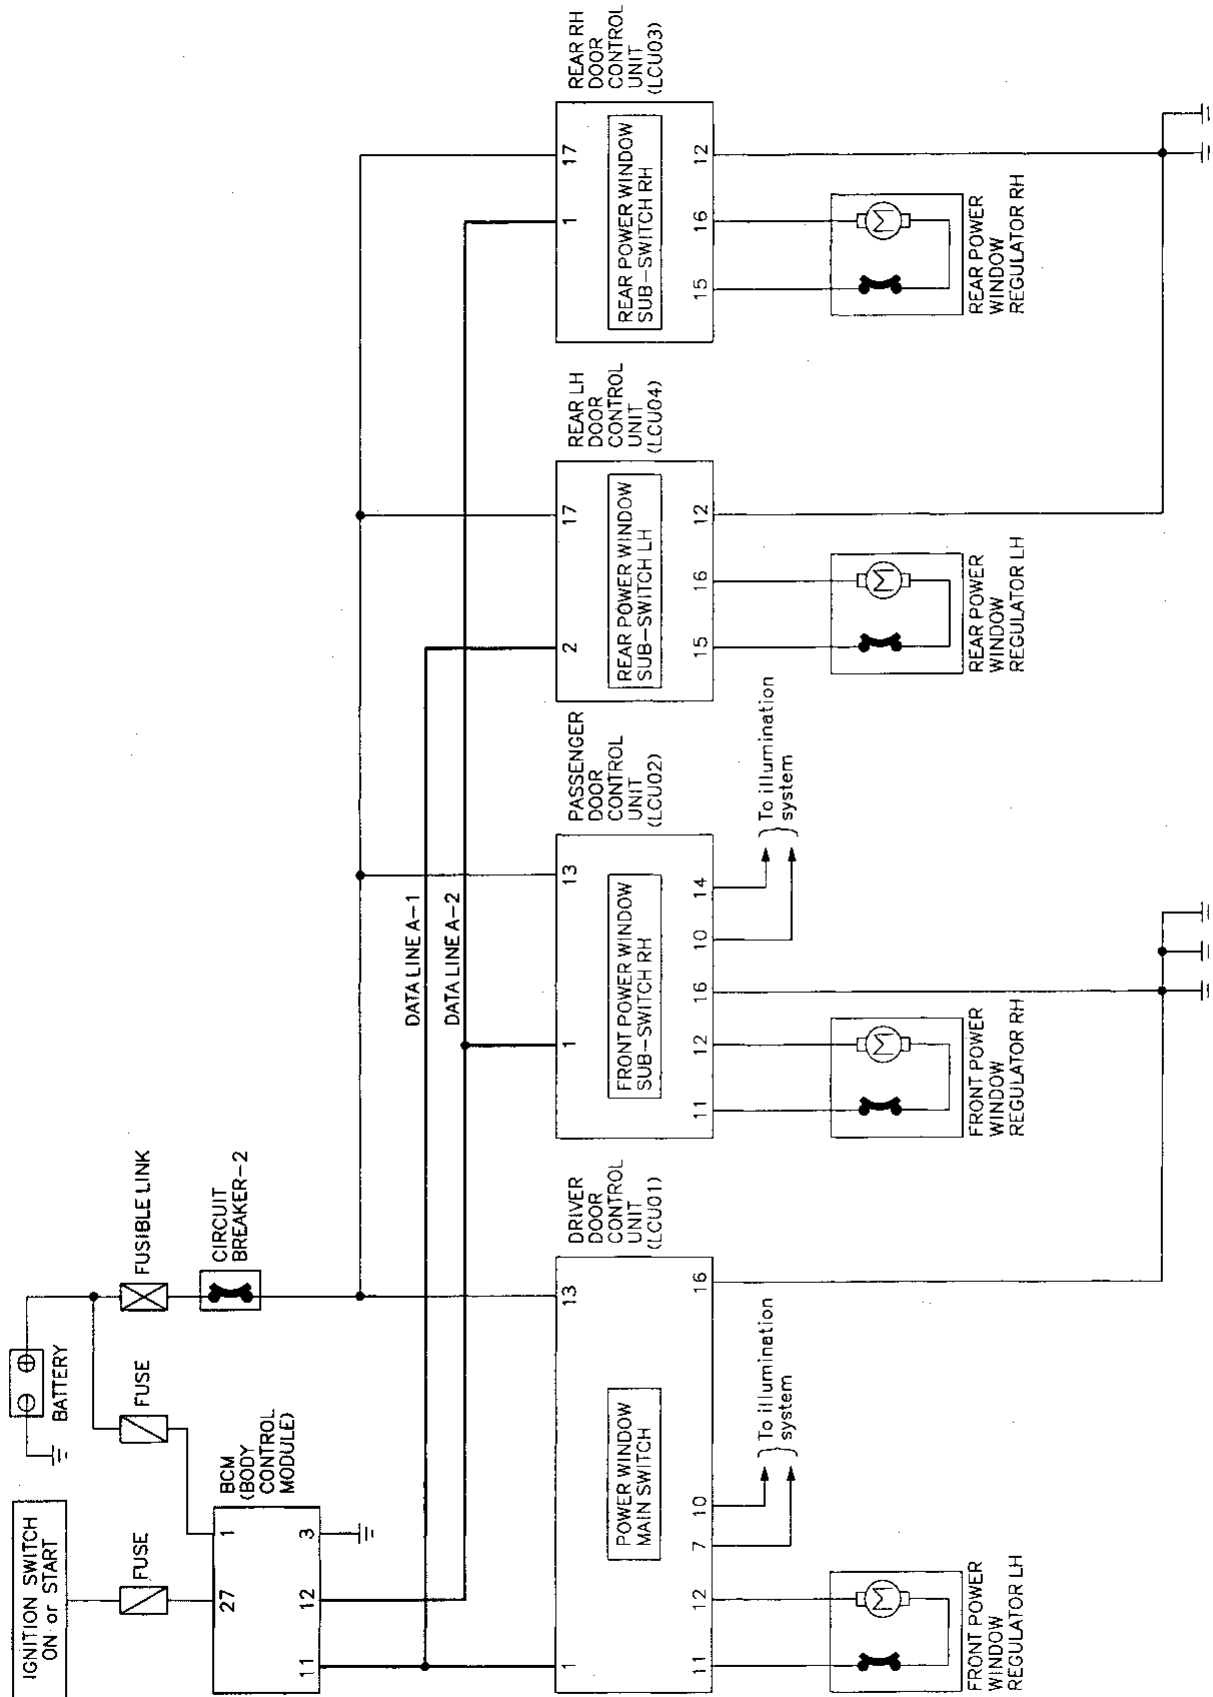 IGNITION SWITCH
ON or START
FUSE
FUSE
BATTERY
FUSIBLE LINK
CIRCUIT
BREAKER-2
BCM
(BODY
CONTROL
MODULE)
27
1
11
12
3
DATA LINE A-1
DATA LINE A-2
DRIVER
DOOR
CONTROL
UNIT
(LCU01)
1
13
POWER WINDOW
MAIN SWITCH
11
12
7
10
16
To illumination
system
FRONT POWER
WINDOW
REGULATOR LH
M
PASSENGER
DOOR
CONTROL
UNIT
(LCU02)
1
13
FRONT POWER WINDOW
SUB-SWITCH RH
11
12
16
10
14
To illumination
system
FRONT POWER
WINDOW
REGULATOR RH
M
REAR LH
DOOR
CONTROL
UNIT
(LCU04)
2
17
REAR POWER WINDOW
SUB-SWITCH LH
15
16
12
REAR POWER
WINDOW
REGULATOR LH
M
REAR RH
DOOR
CONTROL
UNIT
(LCU03)
1
17
REAR POWER WINDOW
SUB-SWITCH RH
15
16
12
REAR POWER
WINDOW
REGULATOR RH
M